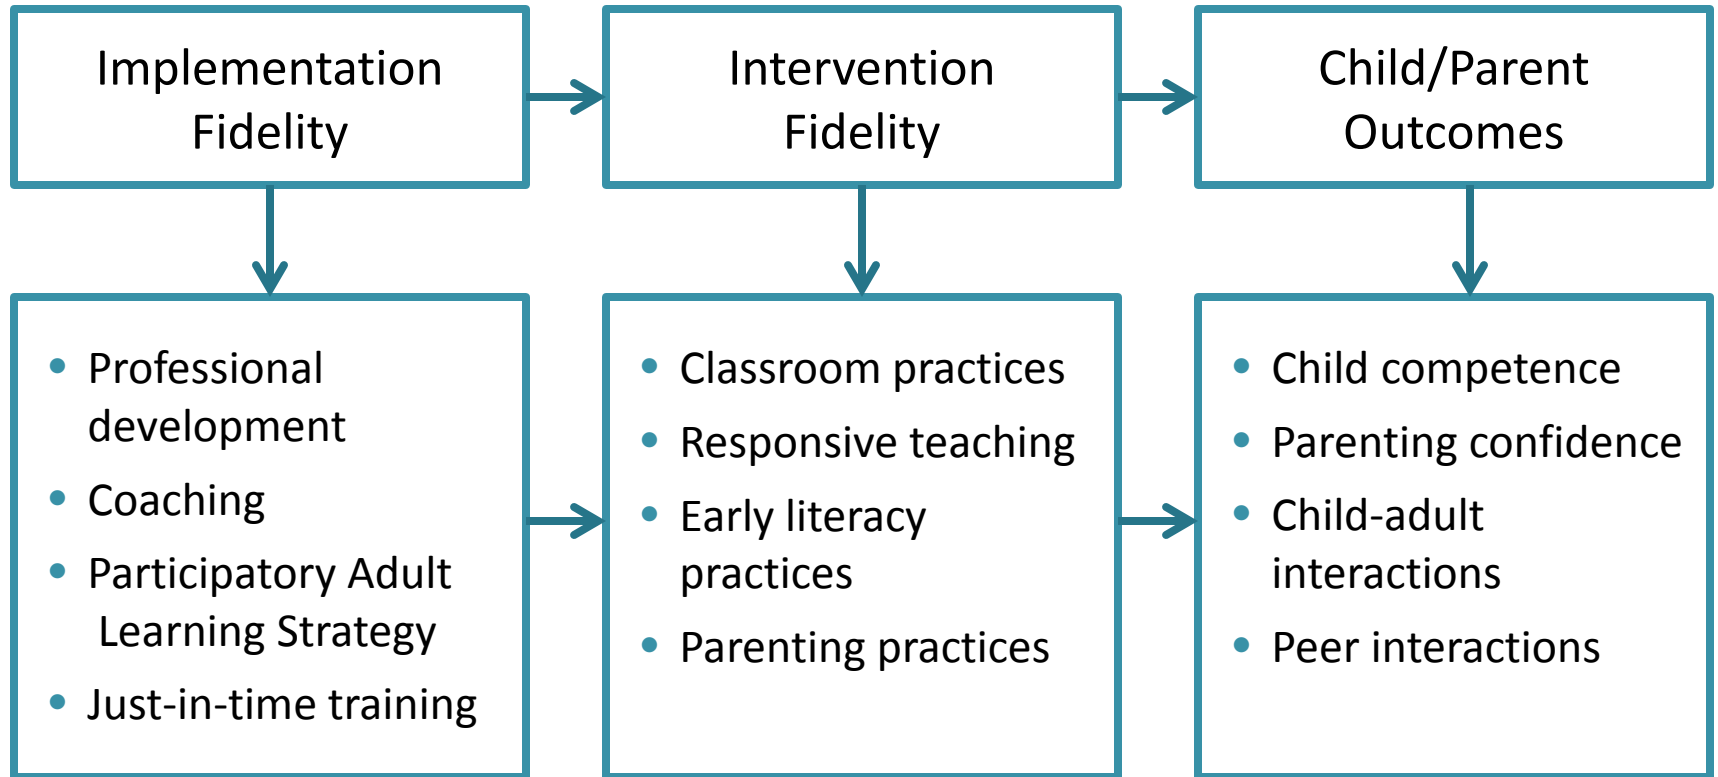 Implementation
Fidelity
Intervention
Fidelity
Child/Parent
Outcomes
• Professional
development
• Coaching
• Participatory Adult
Learning Strategy
• Just-in-time training
• Classroom practices
• Responsive teaching
• Early literacy
practices
• Parenting practices
• Child competence
• Parenting confidence
• Child-adult
interactions
• Peer interactions